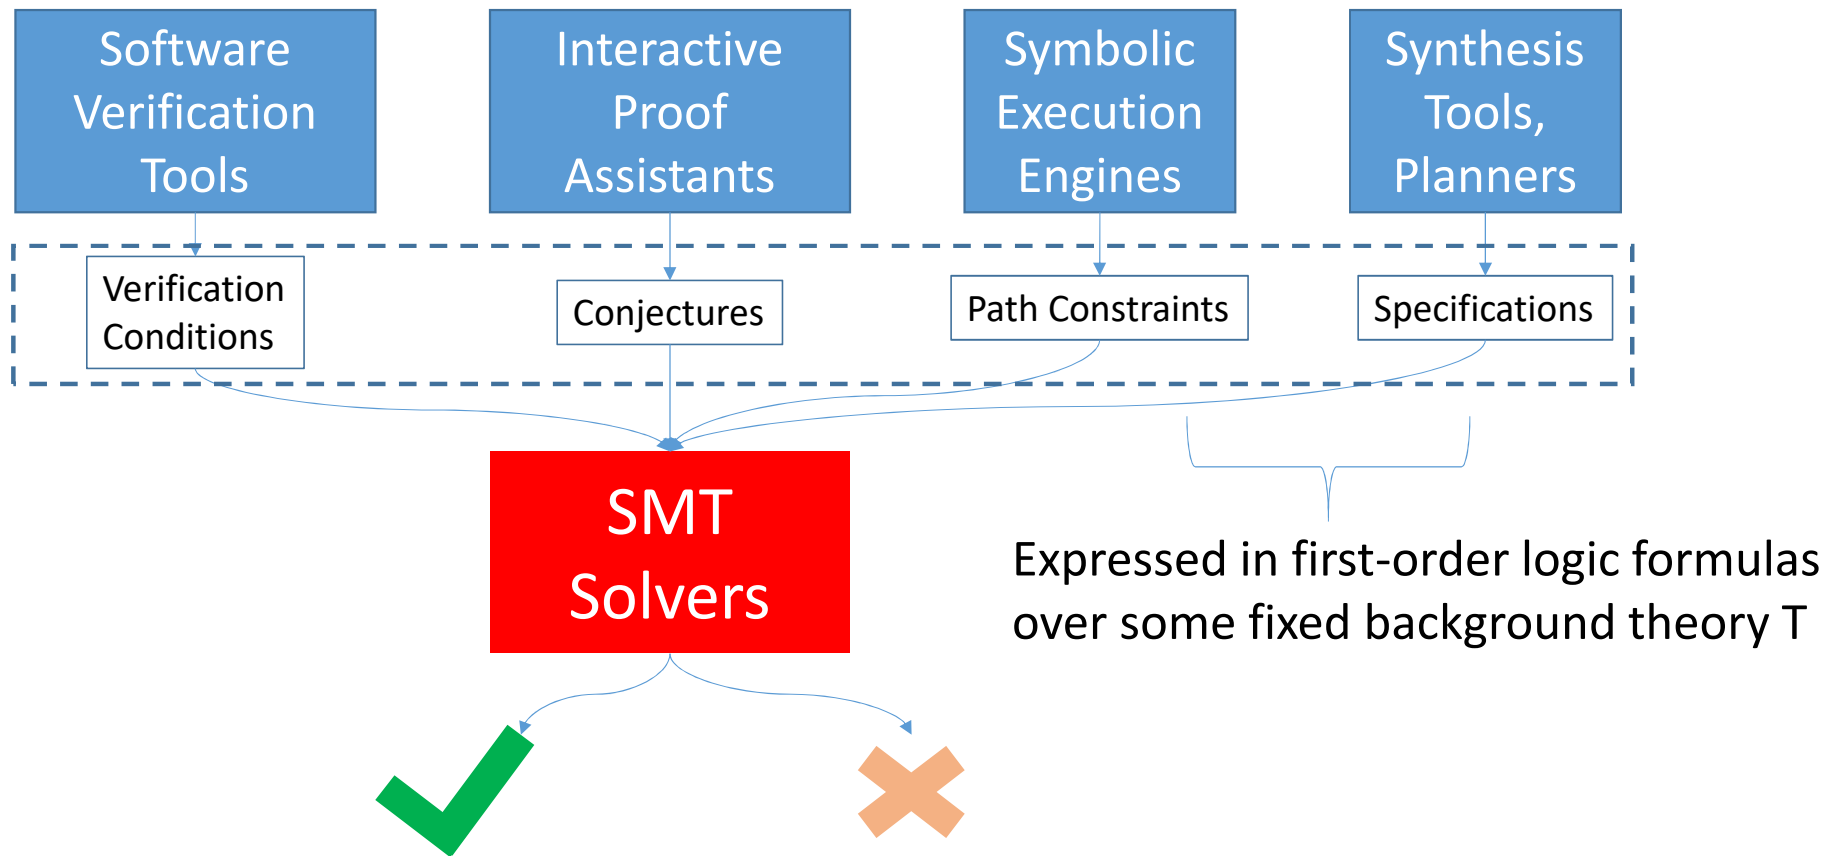 Software
Verification
Tools
Interactive
Proof
Assistants
Symbolic
Execution
Engines
Synthesis
Tools,
Planners
Verification
Conditions
Conjectures
Path Constraints
Specifications
SMT
Solvers
Expressed in first-order logic formulas
over some fixed background theory T